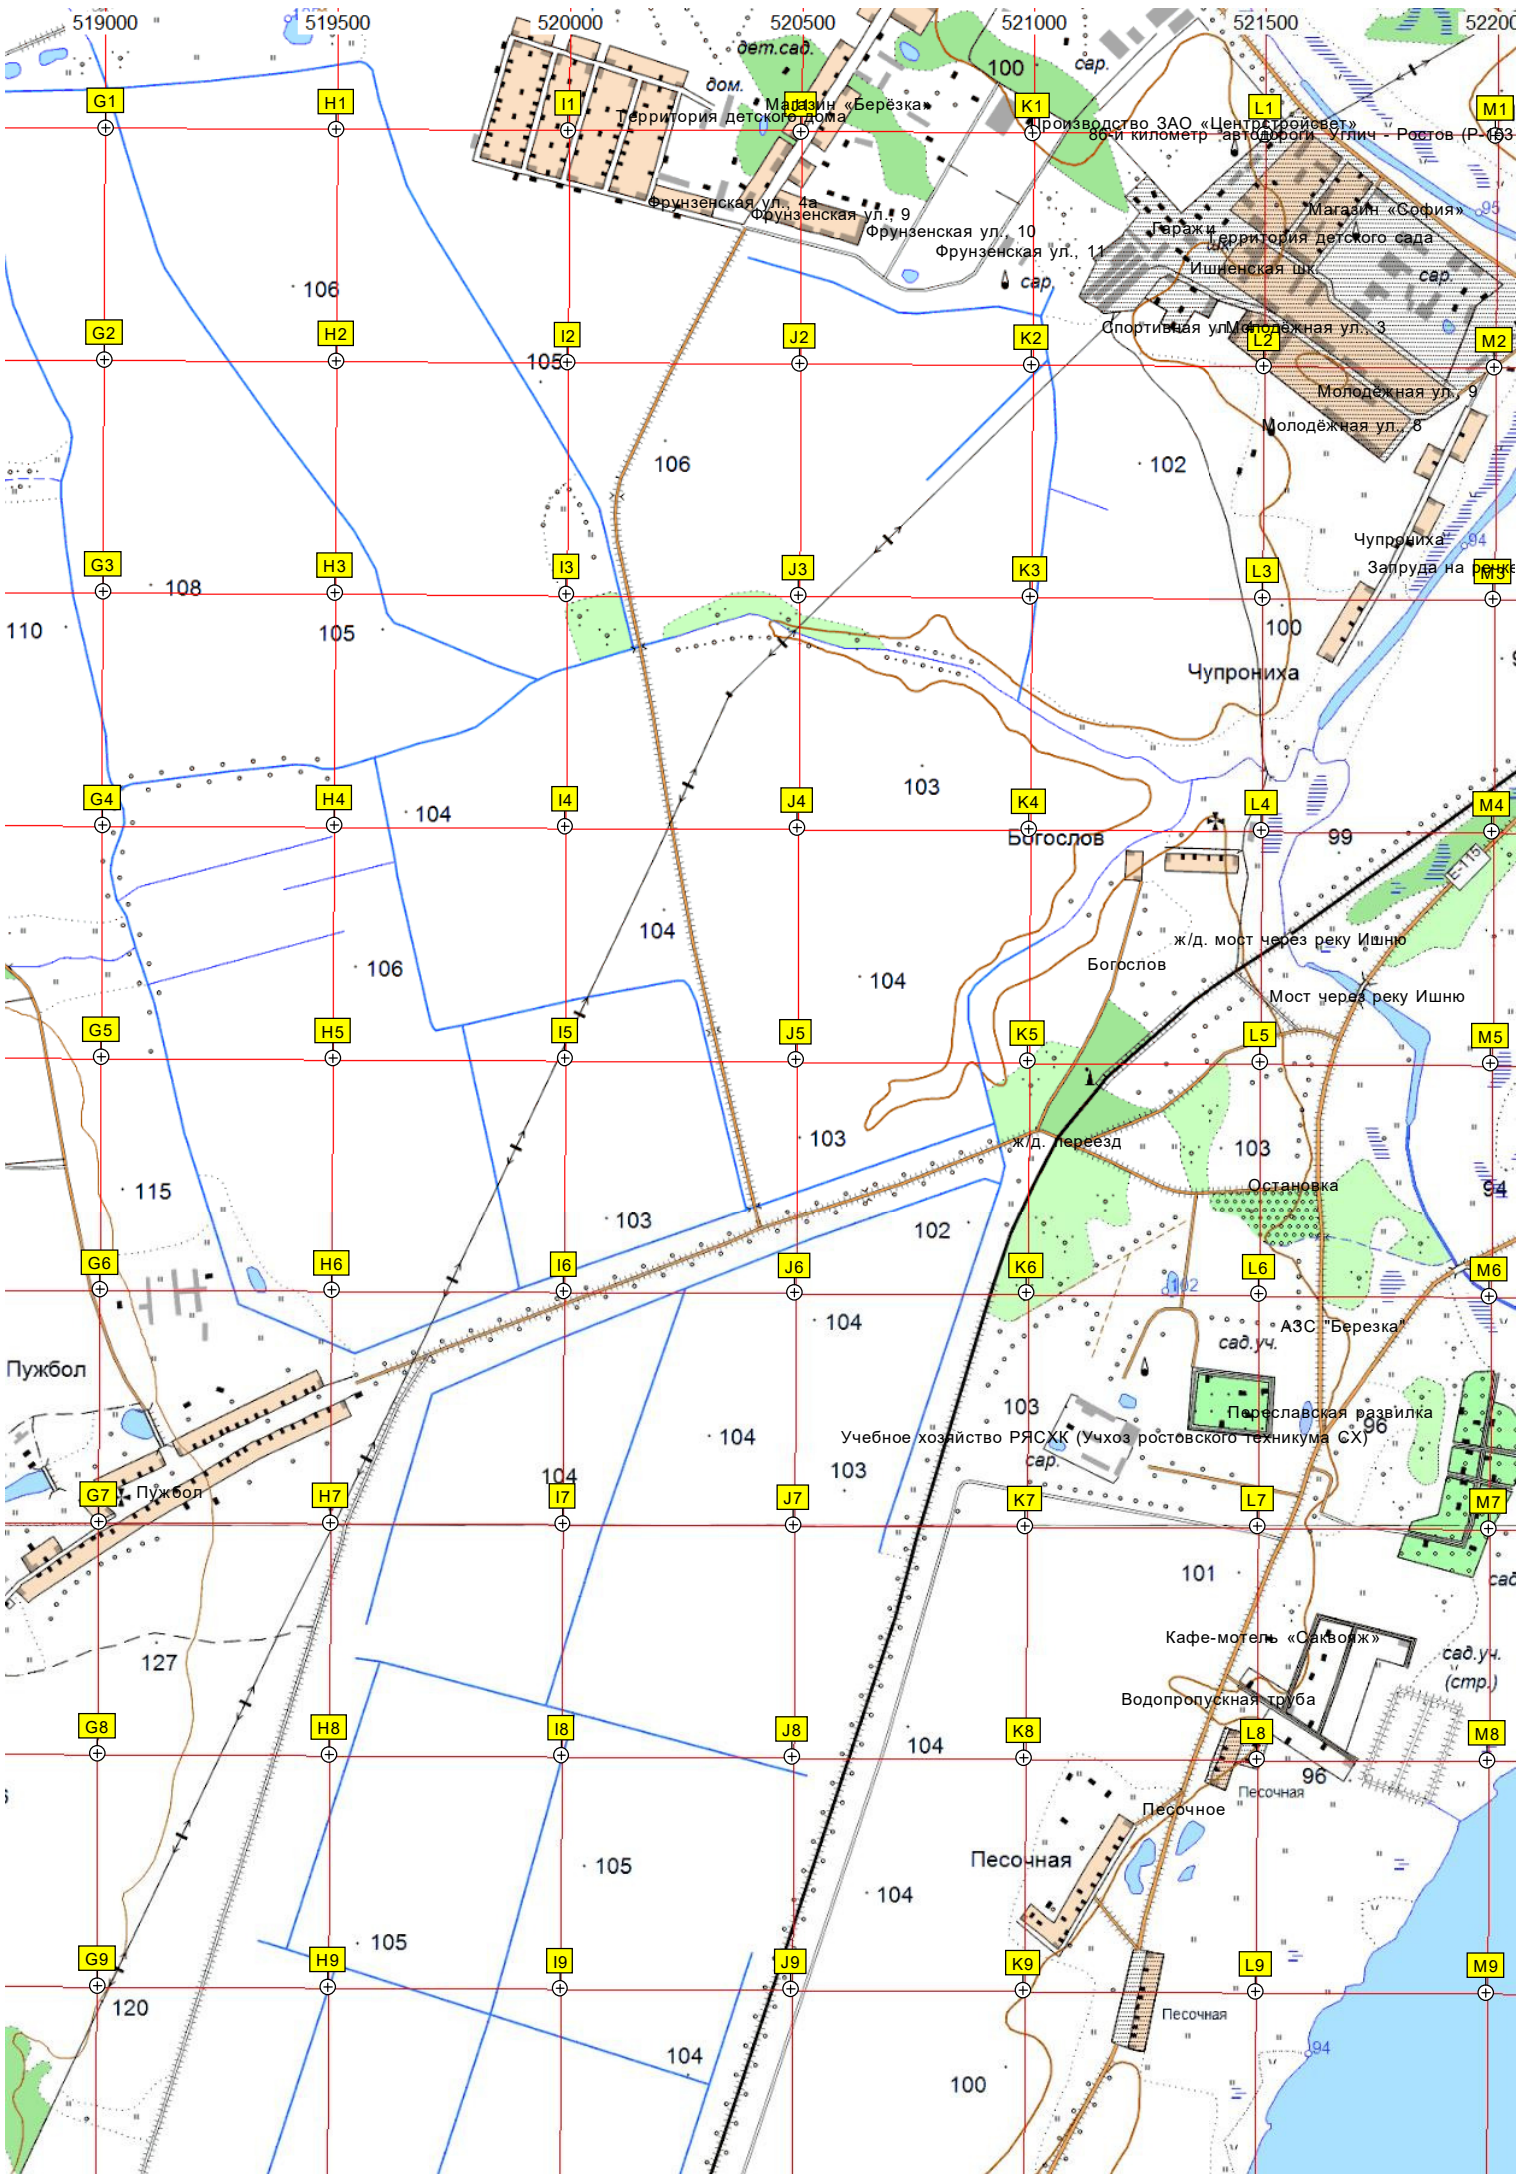 519000 519500 520000 520500 521000 521500
дет.сад.
100 сар.
дом.
G1 H1 I1 Магазин «Берёзка» K1 L1 M1
Территория детского дома
Производство ЗАО «Центрстройсвет»
86-й километр автодороги Углич - Ростов
Фрунзенская ул., 4а
Фрунзенская ул., 9
Фрунзенская ул., 10
Фрунзенская ул., 11
Магазин «София» 95
Гаражи
Территория детского сада
Ишненская шк.
сар.
сар.
106
Спортивная ул.
Молодёжная ул., 3
G2 H2 I2 J2 K2 L2 M2
105
Молодёжная ул., 9
Молодёжная ул., 8
106 102
Чупрониха 94
Запруда на
G3 H3 I3 J3 K3 L3 M3
108
110 105 100
Чупрониха
103
G4 H4 I4 J4 K4 L4 M4
104
Богослов 99
E-115
104
ж/д. мост через реку Ишню
Богослов
106 104
Мост через реку Ишню
G5 H5 I5 J5 K5 L5 M5
103 ж/д. переезд 103
115 Остановка 94
103 102
G6 H6 I6 J6 K6 L6 M6
102
104 АЗС "Березка"
сад.уч.
Пужбол
103 Переславская развилка
96
104 Учебное хозяйство РЯСХК (Учхоз ростовского техникума СХ)
сар.
104 103
G7 Пужбол H7 I7 J7 K7 L7 M7
101
сад
Кафе-мотель «Саквояж»
127 сад.уч.
(стр.)
Водопропускная труба
G8 H8 I8 J8 K8 L8 M8
104
96
Песочная
Песочное
Песочная
105
104
105
G9 H9 I9 J9 K9 L9 M9
120
Песочная
94
104
100